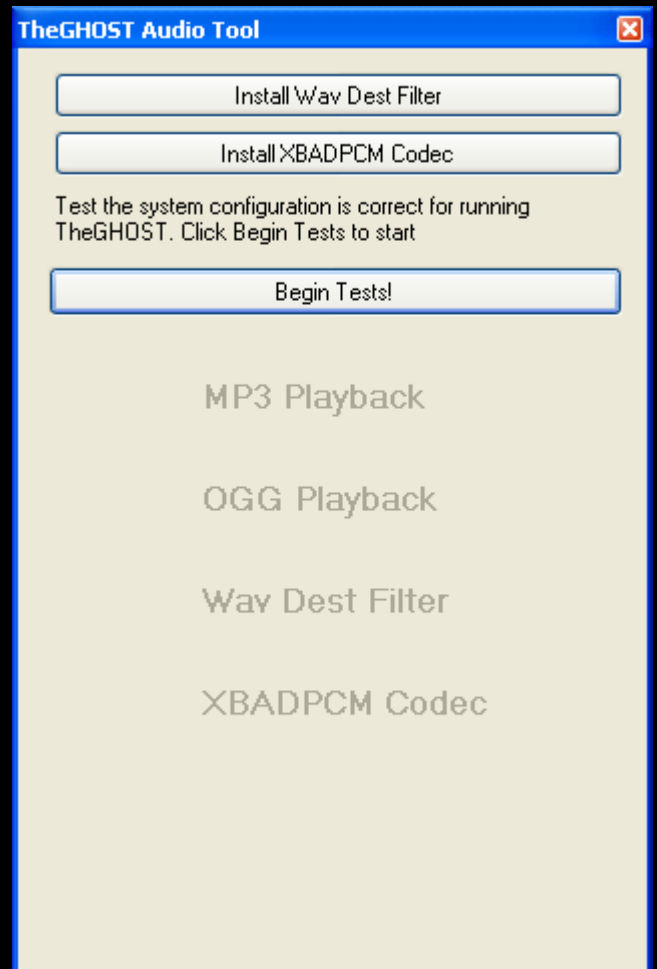 TheGHOST Audio Tool
Install Wav Dest Filter
Install XBADPCM Codec
Test the system configuration is correct for running
TheGHOST. Click Begin Tests to start
Begin Tests!
MP3 Playback
OGG Playback
Wav Dest Filter
XBADPCM Codec